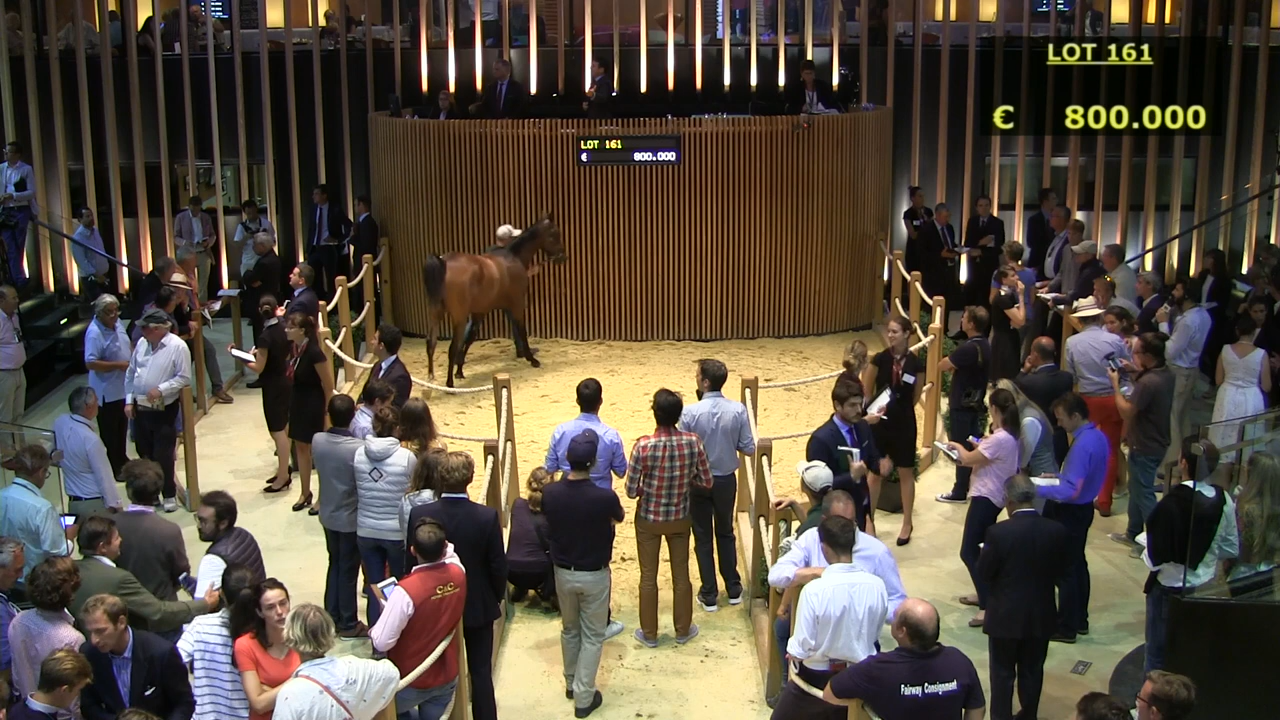 LOT 161
€ 800.000
LOT 161
€ 800.000
C&C
Fairway Consignment